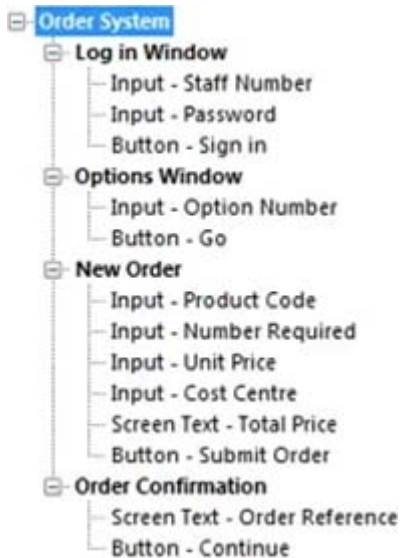 Order System
Log in Window
Input - Staff Number
Input - Password
Button - Sign in
Options Window
Input - Option Number
Button - Go
New Order
Input - Product Code
Input - Number Required
Input - Unit Price
Input - Cost Centre
Screen Text - Total Price
Button - Submit Order
Order Confirmation
Screen Text - Order Reference
Button - Continue